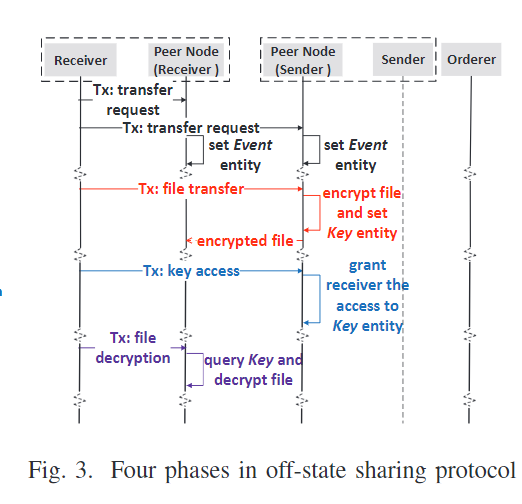 Receiver
Peer Node
(Receiver )
Peer Node
(Sender )
Sender
Orderer
Tx: transfer
request
Tx: transfer request
set Event
entity
set Event
entity
Tx: file transfer
encrypt file
and set
Key entity
encrypted file
Tx: key access
grant
receiver the
access to
Key entity
Tx: file
decryption
query Key and
decrypt file
Fig. 3. Four phases in off-state sharing protocol